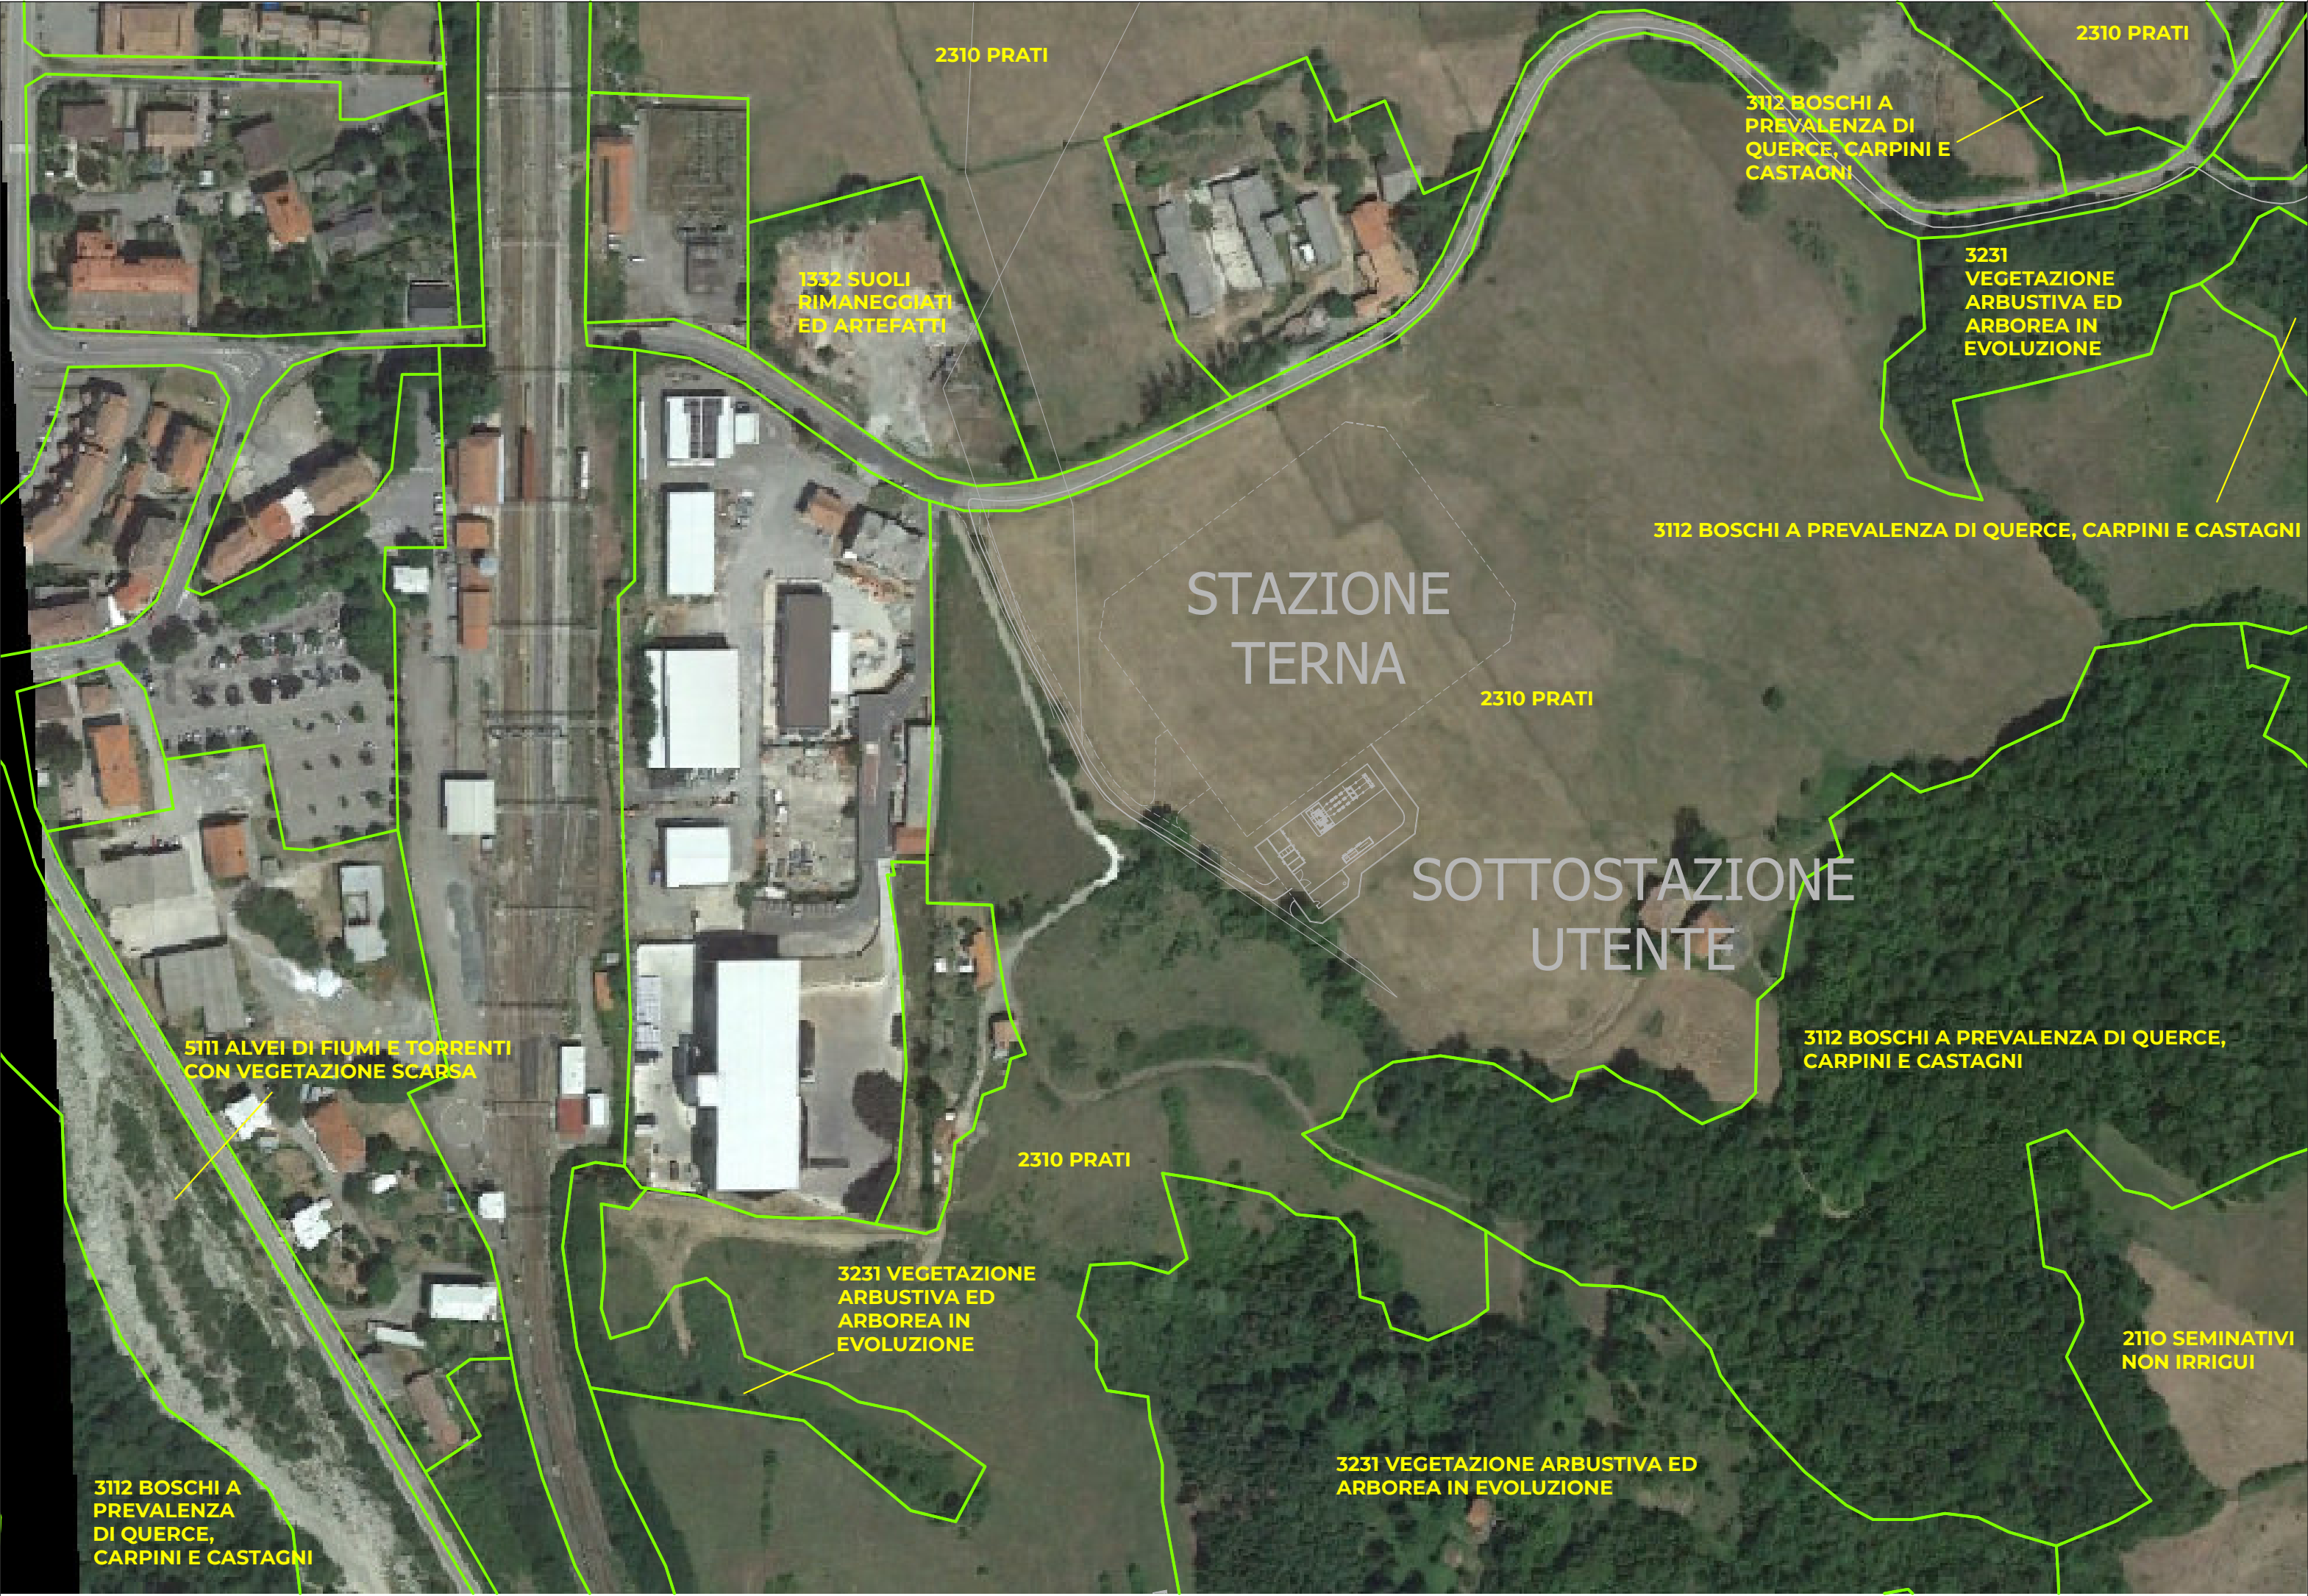 2310 PRATI
2310 PRATI
3112 BOSCHI A
PREVALENZA DI
QUERCE, CARPINI E
CASTAGNI
1332 SUOLI
RIMANEGGIATI
ED ARTEFATTI
3231
VEGETAZIONE
ARBUSTIVA ED
ARBOREA IN
EVOLUZIONE
3112 BOSCHI A PREVALENZA DI QUERCE, CARPINI E CASTAGNI
STAZIONE
TERNA
2310 PRATI
SOTTOSTAZIONE
UTENTE
5111 ALVEI DI FIUMI E TORRENTI
CON VEGETAZIONE SCARSA
3112 BOSCHI A PREVALENZA DI QUERCE,
CARPINI E CASTAGNI
2310 PRATI
3231 VEGETAZIONE
ARBUSTIVA ED
ARBOREA IN
EVOLUZIONE
211O SEMINATIVI
NON IRRIGUI
3231 VEGETAZIONE ARBUSTIVA ED
ARBOREA IN EVOLUZIONE
3112 BOSCHI A
PREVALENZA
DI QUERCE,
CARPINI E CASTAGNI